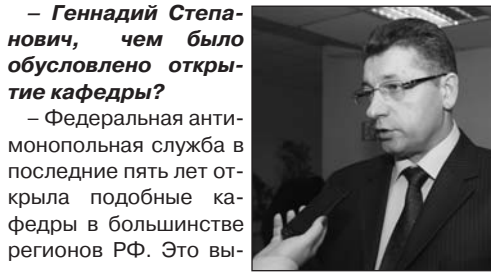 – Геннадий Степа-
нович, чем было
обусловлено откры-
тие кафедры?
– Федеральная анти-
монопольная служба в
последние пять лет от-
крыла подобные ка-
федры в большинстве
регионов РФ. Это вы-